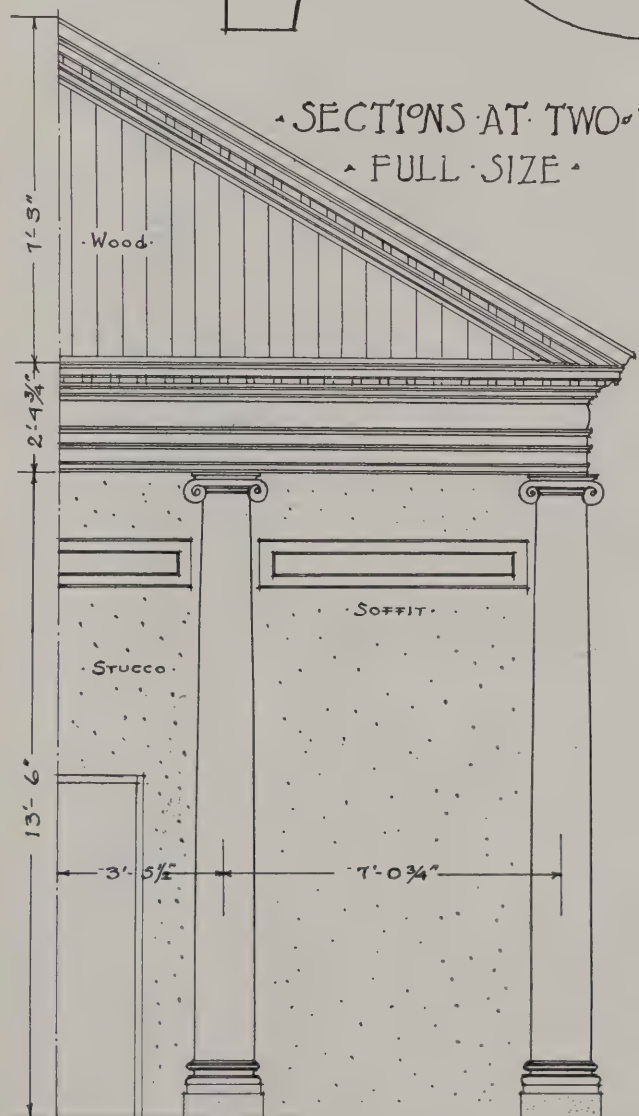 ·SECTIONS·AT·TWO·
·FULL·SIZE·
7'-3"
·Wood·
2'-4¾"
·SOFFIT·
·STUCCO·
13'-6"
3'-5½"
7'-0¾"